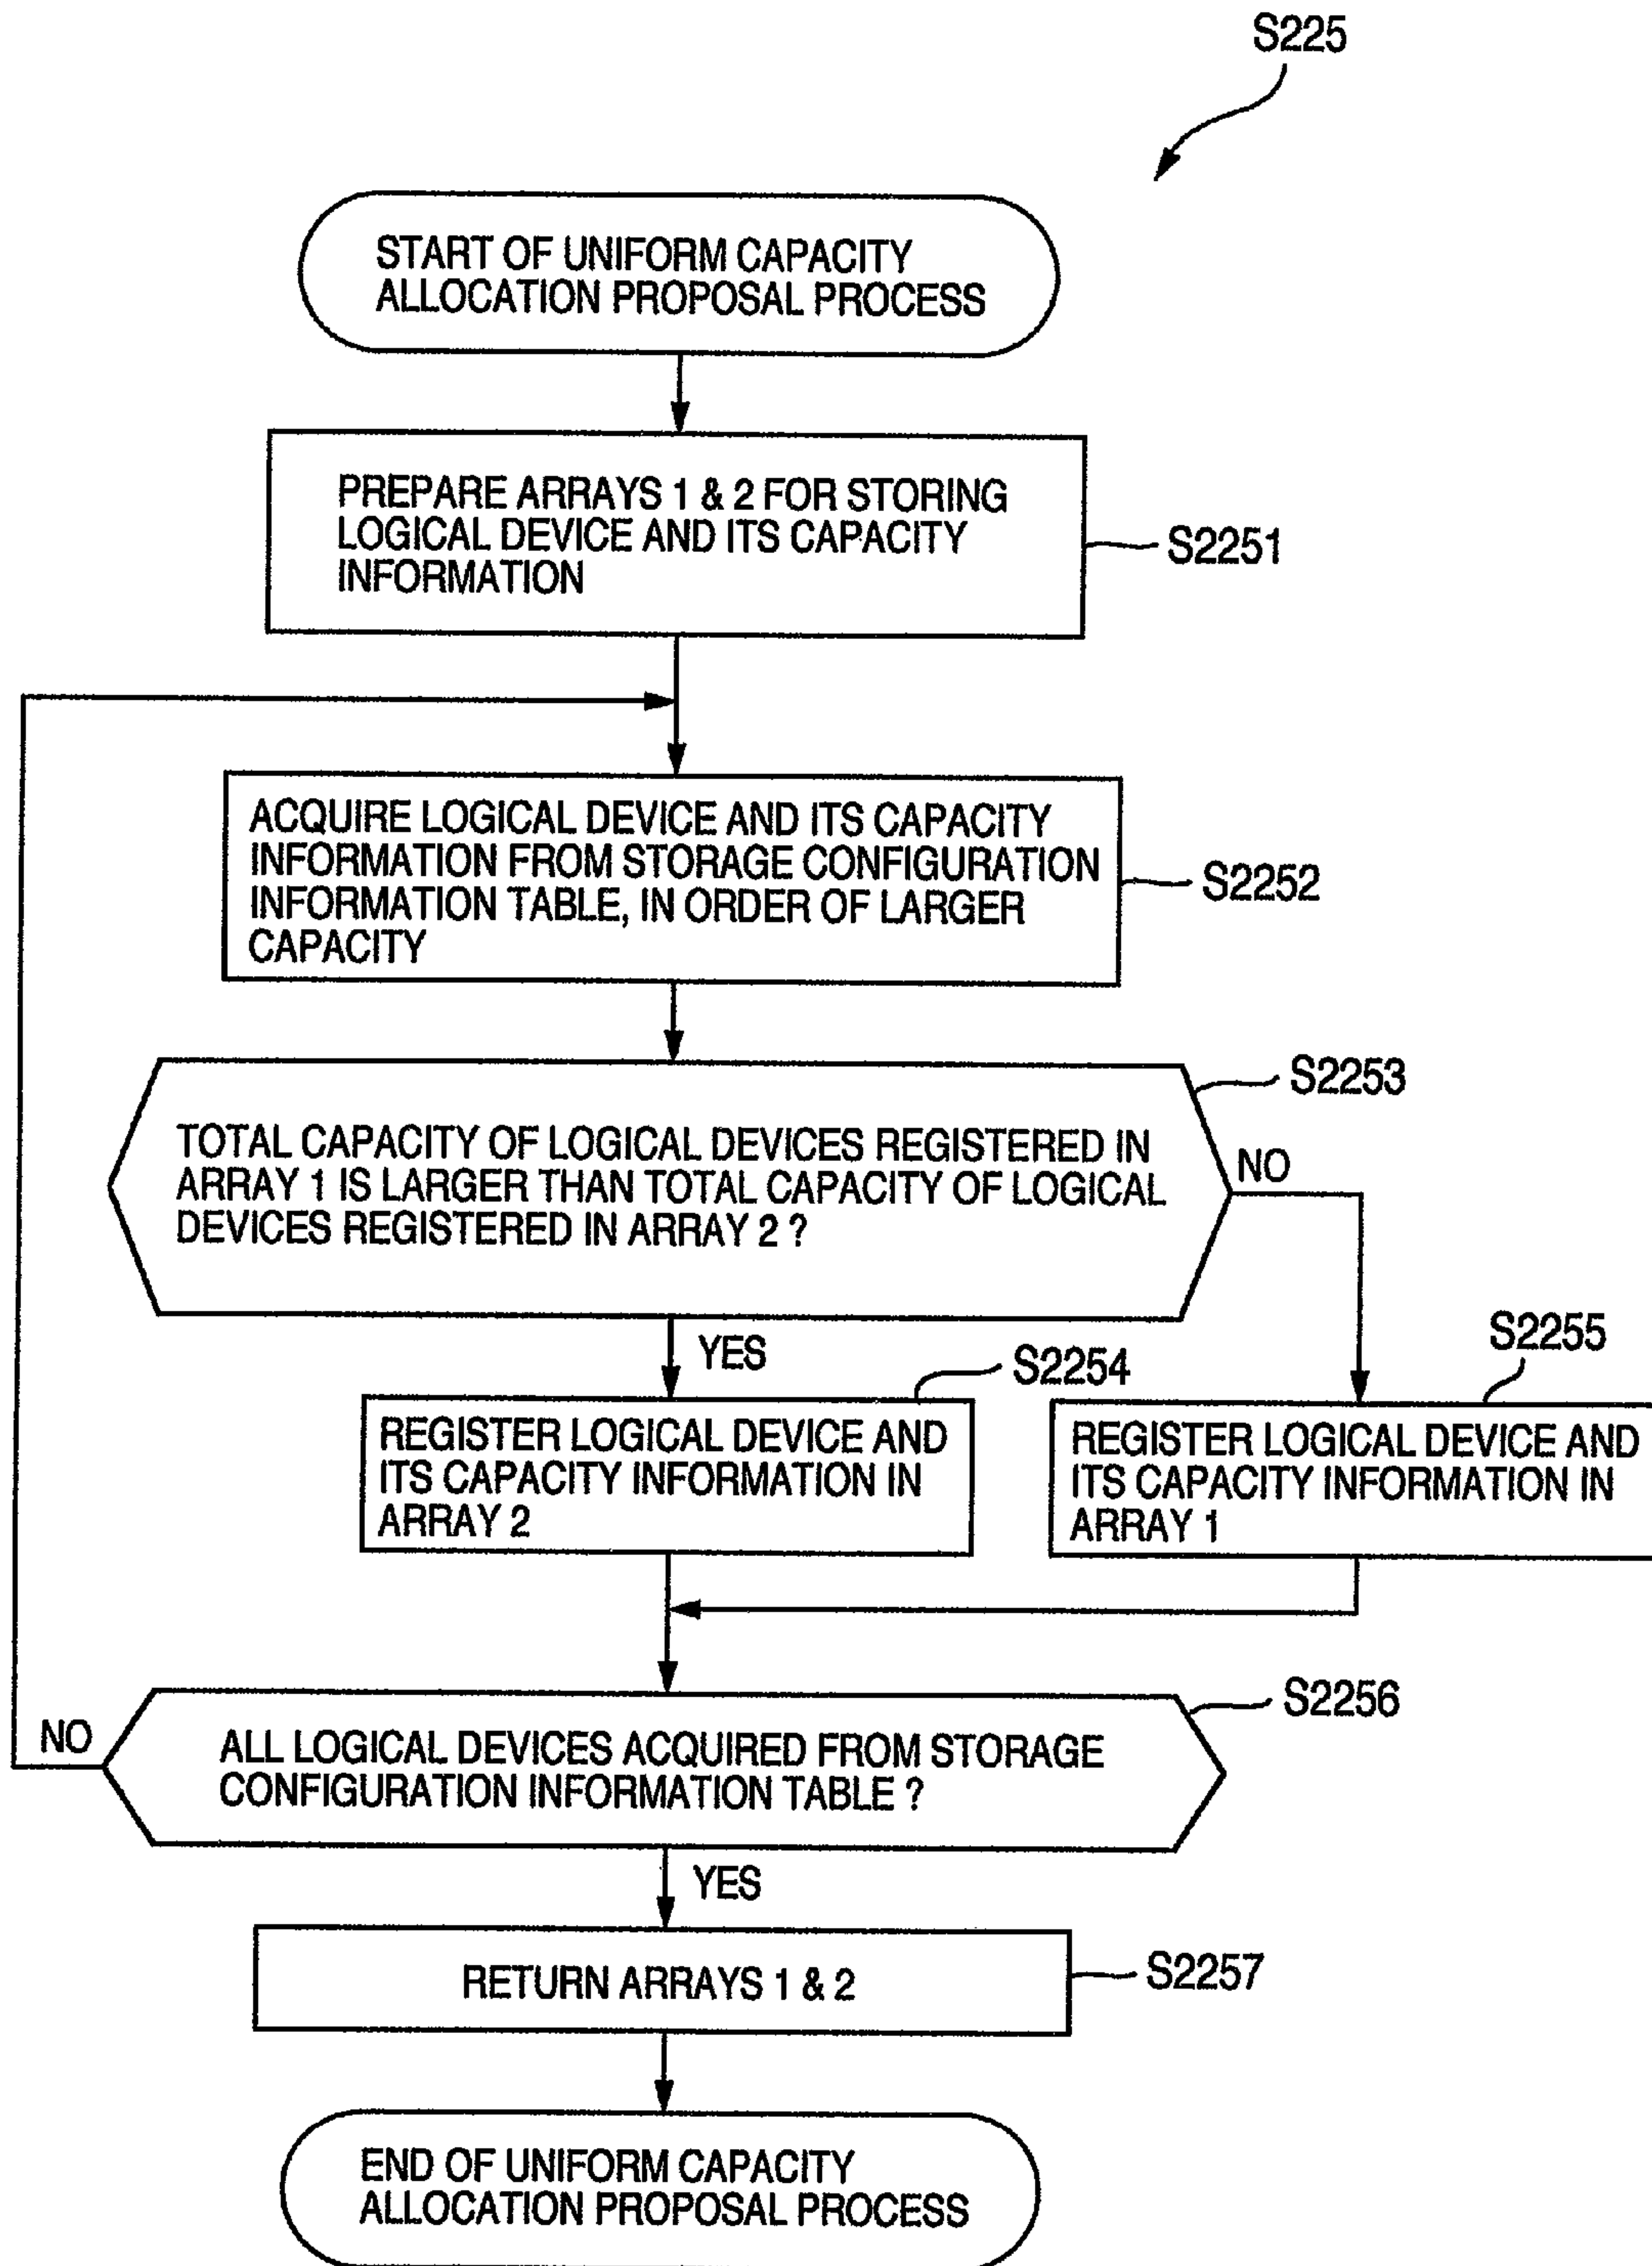 S225
START OF UNIFORM CAPACITY
ALLOCATION PROPOSAL PROCESS
PREPARE ARRAYS 1 & 2 FOR STORING
LOGICAL DEVICE AND ITS CAPACITY
INFORMATION
S2251
ACQUIRE LOGICAL DEVICE AND ITS CAPACITY
INFORMATION FROM STORAGE CONFIGURATION
INFORMATION TABLE, IN ORDER OF LARGER
CAPACITY
S2252
S2253
TOTAL CAPACITY OF LOGICAL DEVICES REGISTERED IN
ARRAY 1 IS LARGER THAN TOTAL CAPACITY OF LOGICAL
DEVICES REGISTERED IN ARRAY 2 ?
NO
YES
S2254
S2255
REGISTER LOGICAL DEVICE AND
ITS CAPACITY INFORMATION IN
ARRAY 2
REGISTER LOGICAL DEVICE AND
ITS CAPACITY INFORMATION IN
ARRAY 1
S2256
NO
ALL LOGICAL DEVICES ACQUIRED FROM STORAGE
CONFIGURATION INFORMATION TABLE ?
YES
RETURN ARRAYS 1 & 2
S2257
END OF UNIFORM CAPACITY
ALLOCATION PROPOSAL PROCESS